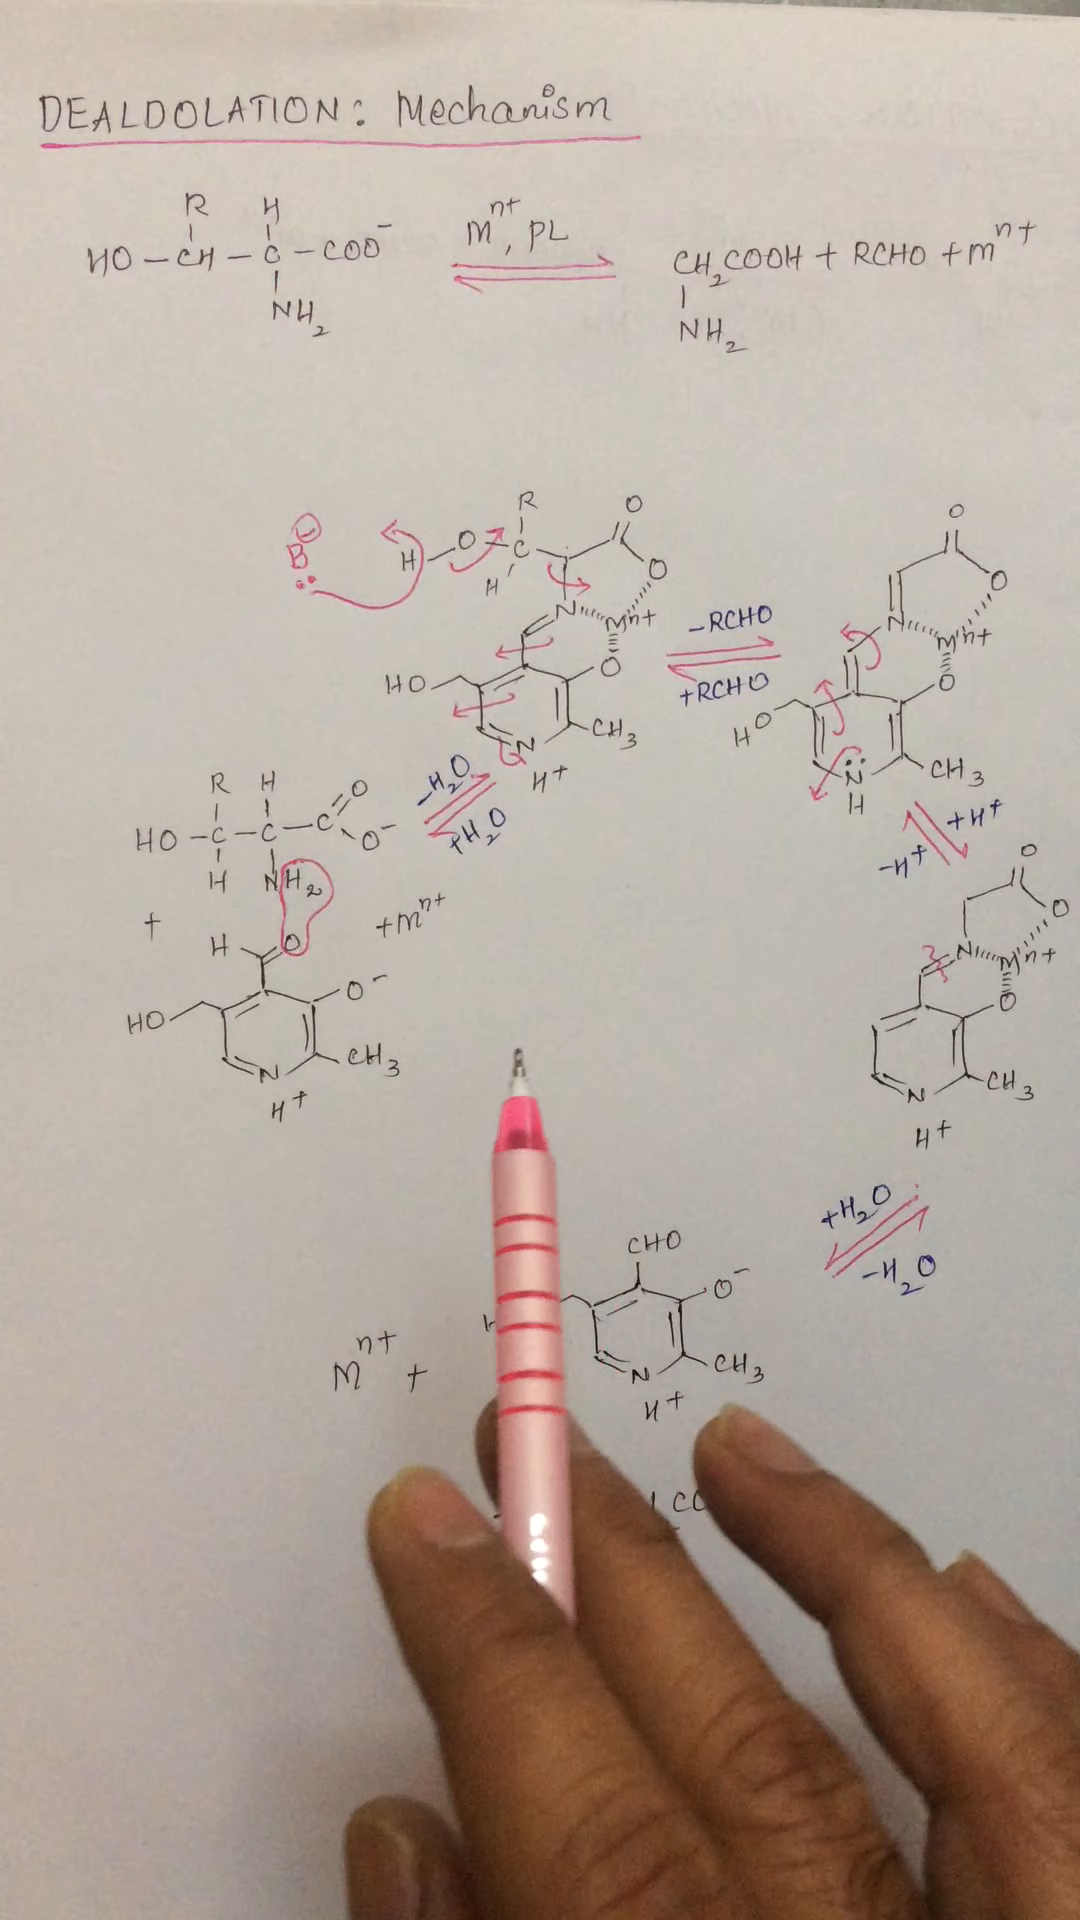 DEALDOLATION: Mechanism
R H
HO - CH - C - COO⁻
NH₂
Mⁿ⁺, PL
CH₂COOH + RCHO + mⁿ⁺
NH₂
B⁻
H O C R
H
O
O
N Mⁿ⁺
O
HO
CH₃
N
H⁺
-RCHO
+RCHO
O
O
N Mⁿ⁺
O
HO
CH₃
N
H
-H₂O
+H₂O
R H O
HO - C - C - C O⁻
H NH₂
+
+mⁿ⁺
H O
HO
O⁻
CH₃
N
H⁺
+H⁺
-H⁺
O
O
N Mⁿ⁺
O
CH₃
N
H⁺
+H₂O
-H₂O
CHO
O⁻
CH₃
N
H⁺
Mⁿ⁺ +